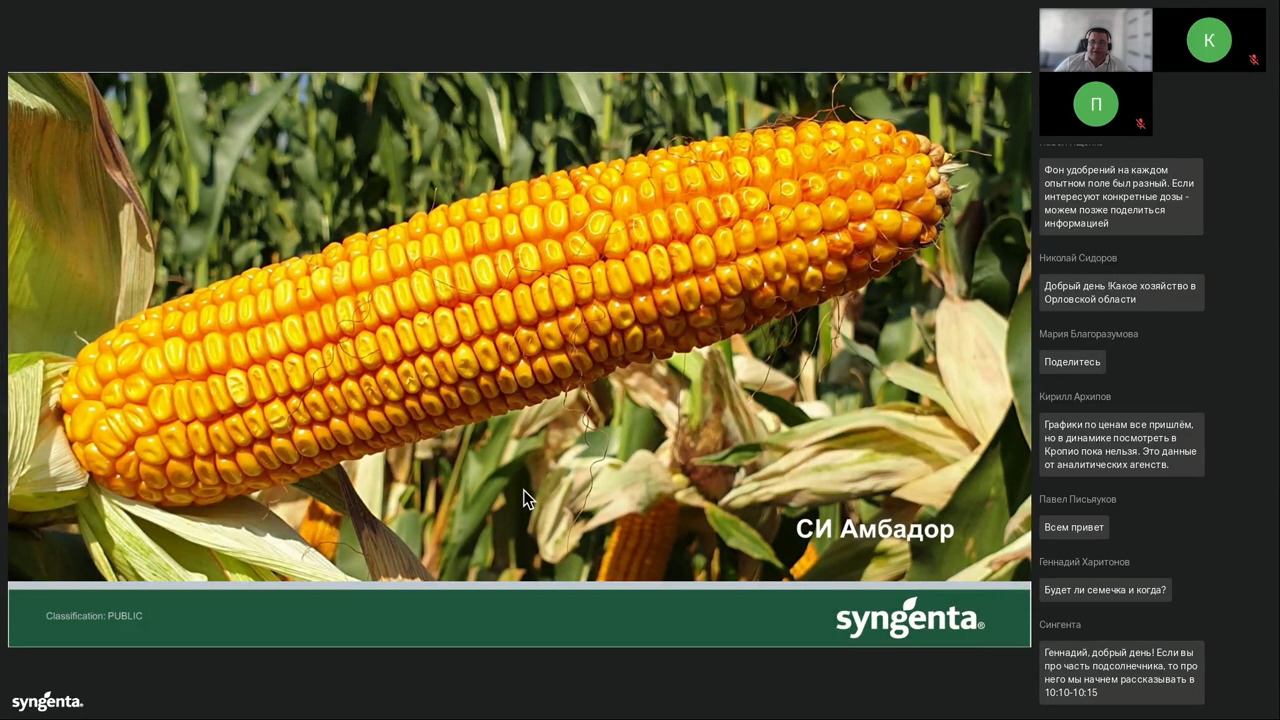 СИ Амбадор
Classification: PUBLIC
syngenta®
syngenta.
К
П
Фон удобрений на каждом
опытном поле был разный. Если
интересуют конкретные дозы -
можем позже поделиться
информацией
Николай Сидоров
Добрый день !Какое хозяйство в
Орловской области
Мария Благоразумова
Поделитесь
Кирилл Архипов
Графики по ценам все пришлём,
но в динамике посмотреть в
Кропио пока нельзя. Это данные
от аналитических агенств.
Павел Письяуков
Всем привет
Геннадий Харитонов
Будет ли семечка и когда?
Сингента
Геннадий, добрый день! Если вы
про часть подсолнечника, то про
него мы начнем рассказывать в
10:10-10:15